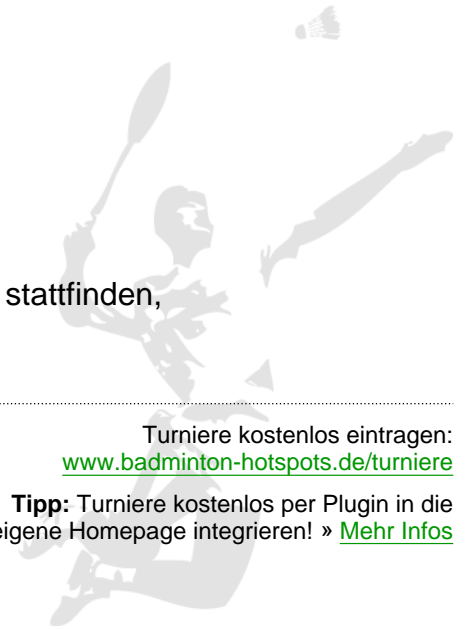 stattfinden,
Turniere kostenlos eintragen:
www.badminton-hotspots.de/turniere
Tipp: Turniere kostenlos per Plugin in die
eigene Homepage integrieren! » Mehr Infos